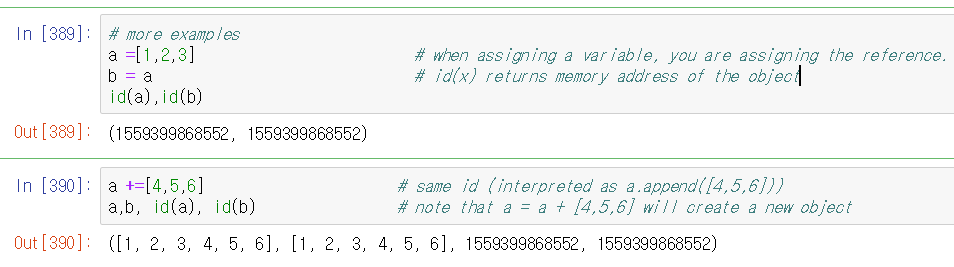 In [389]: # more examples
a =[1,2,3] # when assigning a variable, you are assigning the reference.
b = a # id(x) returns memory address of the object
id(a),id(b)
Out[389]: (1559399868552, 1559399868552)
In [390]: a +=[4,5,6] # same id (interpreted as a.append([4,5,6]))
a,b, id(a), id(b) # note that a = a + [4,5,6] will create a new object
Out[390]: ([1, 2, 3, 4, 5, 6], [1, 2, 3, 4, 5, 6], 1559399868552, 1559399868552)